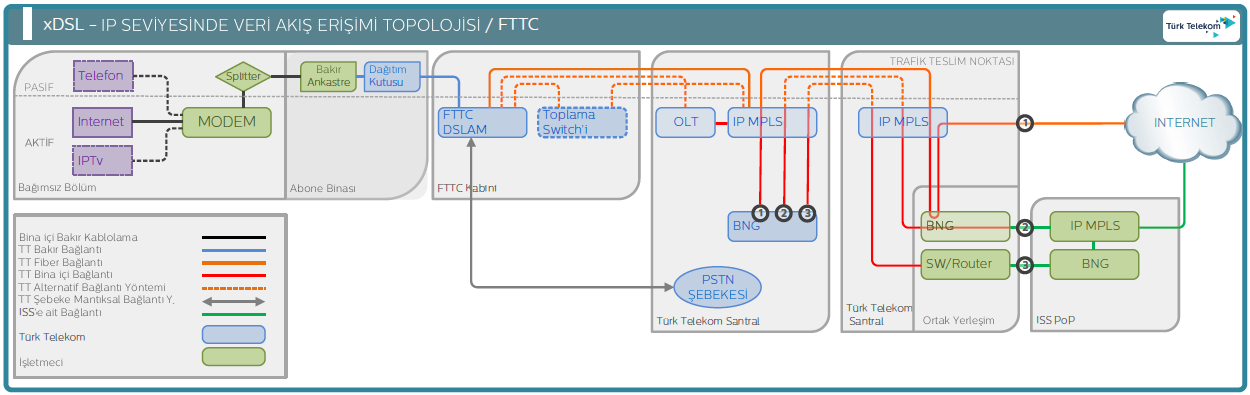 xDSL - IP SEVİYESİNDE VERİ AKIŞ ERİŞİMİ TOPOLOJİSİ / FTTC
Türk Telekom
TRAFİK TESLİM NOKTASI
PASİF
AKTİF
Telefon
Internet
IPTv
Splitter
MODEM
Bağımsız Bölüm
Bakır
Ankastre
Dağıtım
Kutusu
Abone Binası
FTTC
DSLAM
Toplama
Switch'i
FTTC Kabini
OLT
IP MPLS
1
2
3
BNG
PSTN
ŞEBEKESİ
Türk Telekom Santral
IP MPLS
BNG
SW/Router
Türk Telekom
Santral
Ortak Yerleşim
1
2
3
IP MPLS
BNG
ISS PoP
INTERNET
Bina içi Bakır Kablolama
TT Bakır Bağlantı
TT Fiber Bağlantı
TT Bina içi Bağlantı
TT Alternatif Bağlantı Yöntemi
TT Şebeke Mantıksal Bağlantı Y.
ISS'e ait Bağlantı
Türk Telekom
İşletmeci